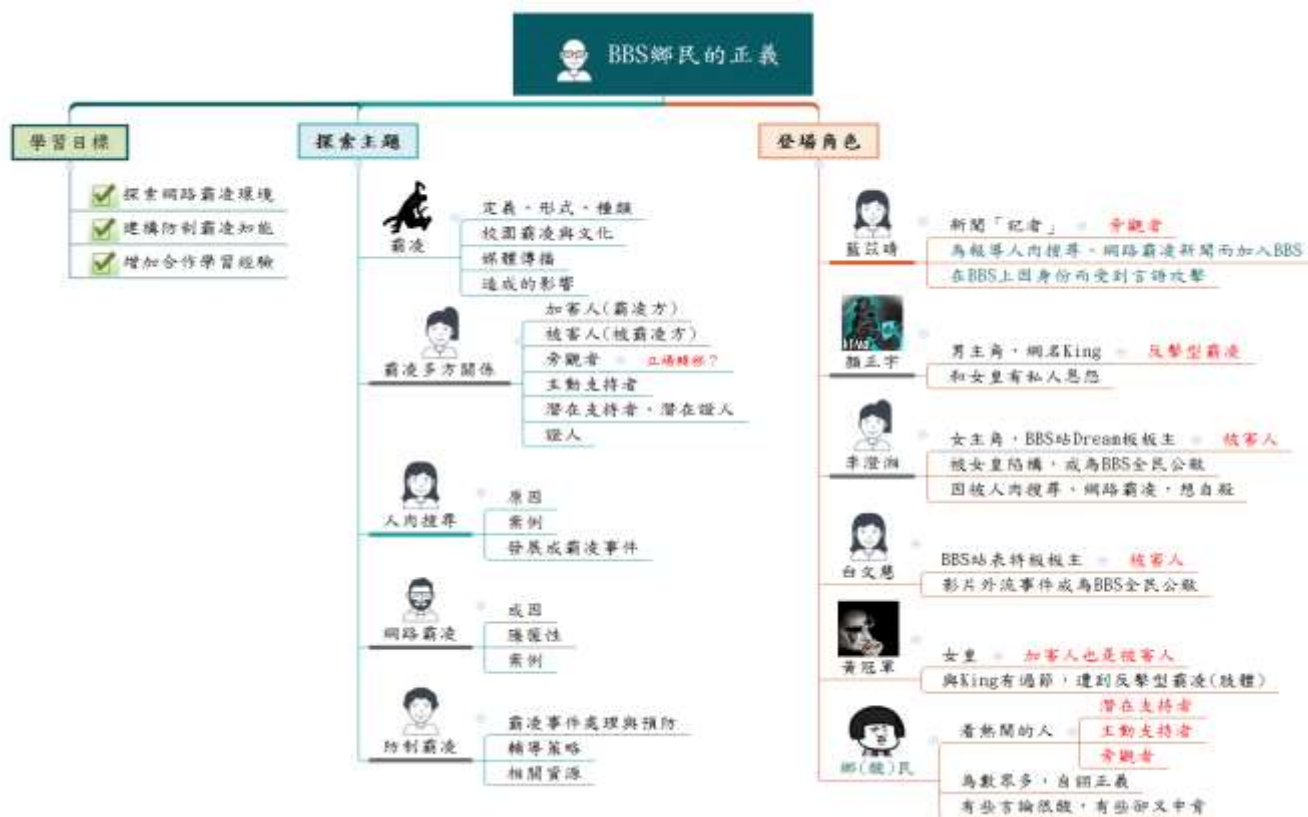 BBS鄉民的正義
學習目標
探索網路霸凌環境
建構防制霸凌知能
增加合作學習經驗
探索主題
霸凌
定義、形式、種類
校園霸凌與文化
媒體傳播
造成的影響
霸凌多方關係
加害人(霸凌方)
被害人(被霸凌方)
旁觀者 立場轉移?
主動支持者
潛在支持者、潛在證人
證人
人肉搜尋
原因
案例
發展成霸凌事件
網路霸凌
成因
隱匿性
案例
防制霸凌
霸凌事件處理與預防
輔導策略
相關資源
登場角色
藍苡晴
新聞「記者」 旁觀者
為報導人肉搜尋、網路霸凌新聞而加入BBS
在BBS上因身份而受到言語攻擊
顏正宇
男主角,網名King 反擊型霸凌
和女皇有私人恩怨
李澄湘
女主角,BBS站Dream板板主 被害人
被女皇陷構,成為BBS全民公敵
因被人肉搜尋、網路霸凌,想自殺
白文慧
BBS站表特板板主 被害人
影片外流事件成為BBS全民公敵
黃冠軍
女皇 加害人也是被害人
與King有過節,遭到反擊型霸凌(肢體)
鄉(酸)民
看熱鬧的人
潛在支持者
主動支持者
旁觀者
為數眾多,自詡正義
有些言論很酸,有些卻又中肯